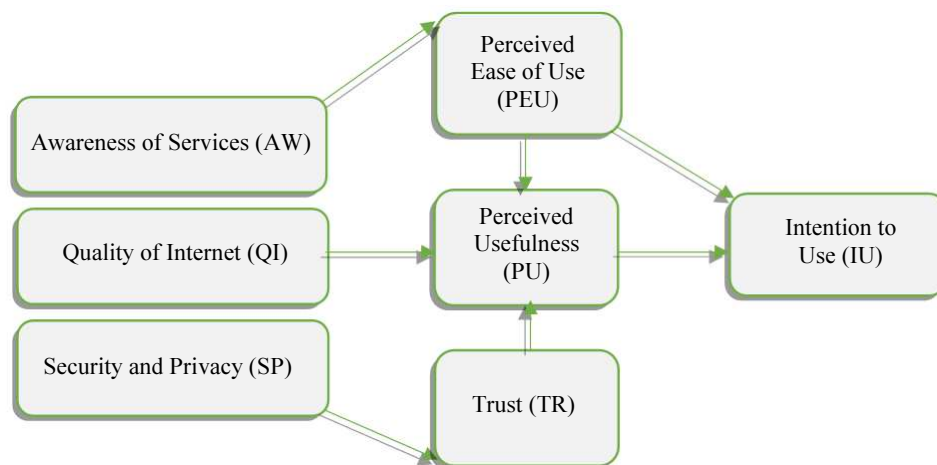 Perceived
Ease of Use
(PEU)
Awareness of Services (AW)
Perceived
Usefulness
(PU)
Quality of Internet (QI)
Intention to
Use (IU)
Security and Privacy (SP)
Trust (TR)